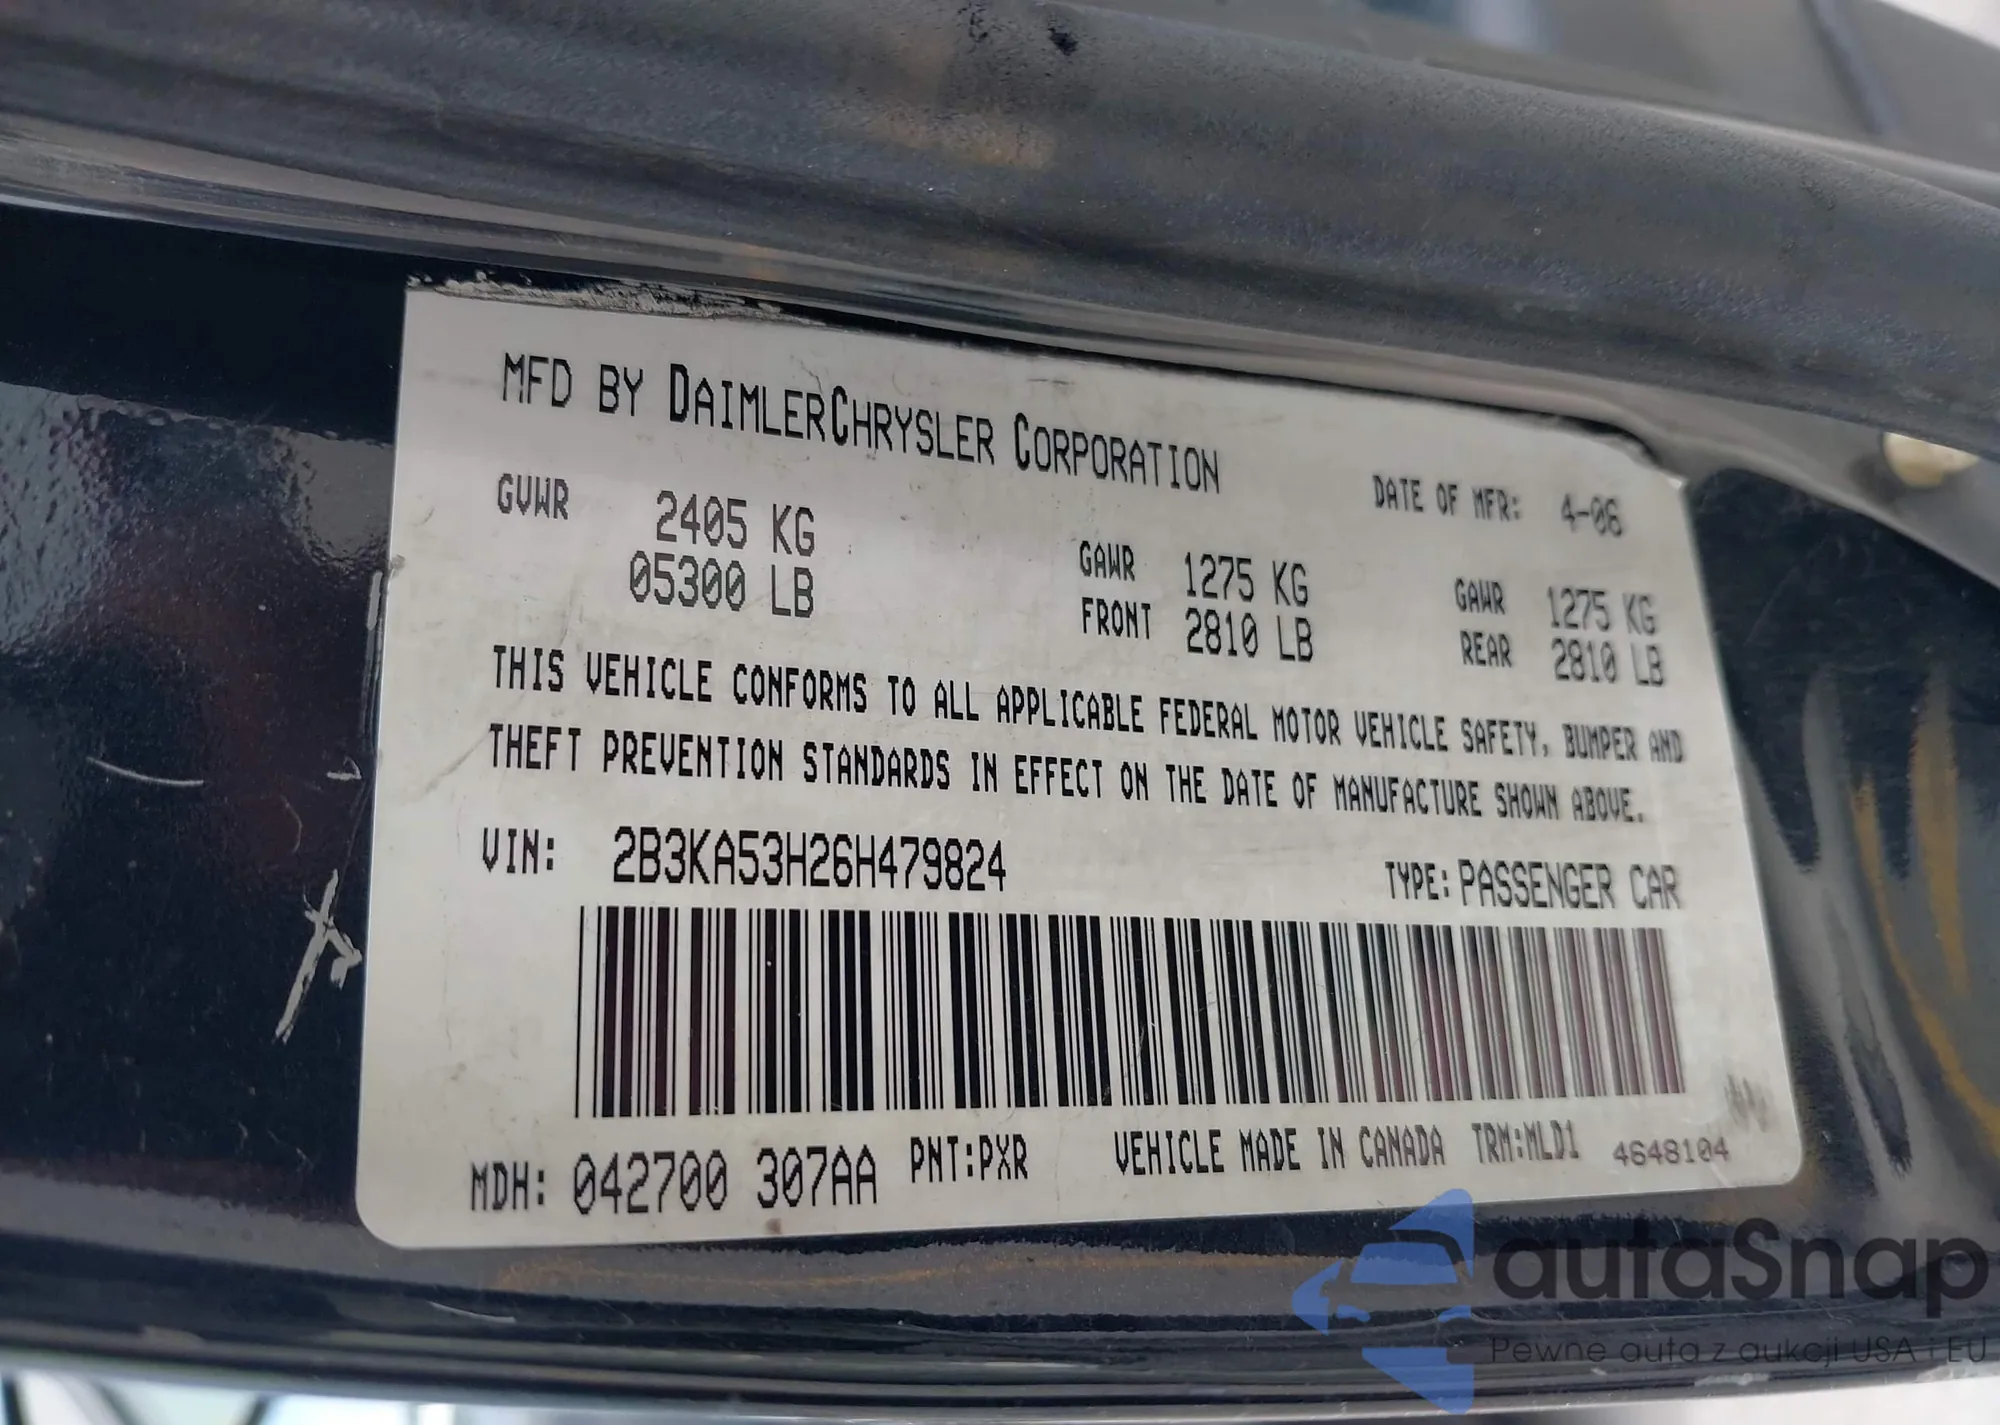 MFD BY DAIMLERCHRYSLER CORPORATION
DATE OF MFR: 4-06
GVWR 2405 KG
05300 LB
GAWR FRONT 1275 KG
2810 LB
GAWR REAR 1275 KG
2810 LB
THIS VEHICLE CONFORMS TO ALL APPLICABLE FEDERAL MOTOR VEHICLE SAFETY, BUMPER AND
THEFT PREVENTION STANDARDS IN EFFECT ON THE DATE OF MANUFACTURE SHOWN ABOVE.
VIN: 2B3KA53H26H479824
TYPE: PASSENGER CAR
MDH: 042700 307AA PNT:PXR VEHICLE MADE IN CANADA TRM:MLD1 4648104
autaSnap
Pewne auta z aukcji USA i EU